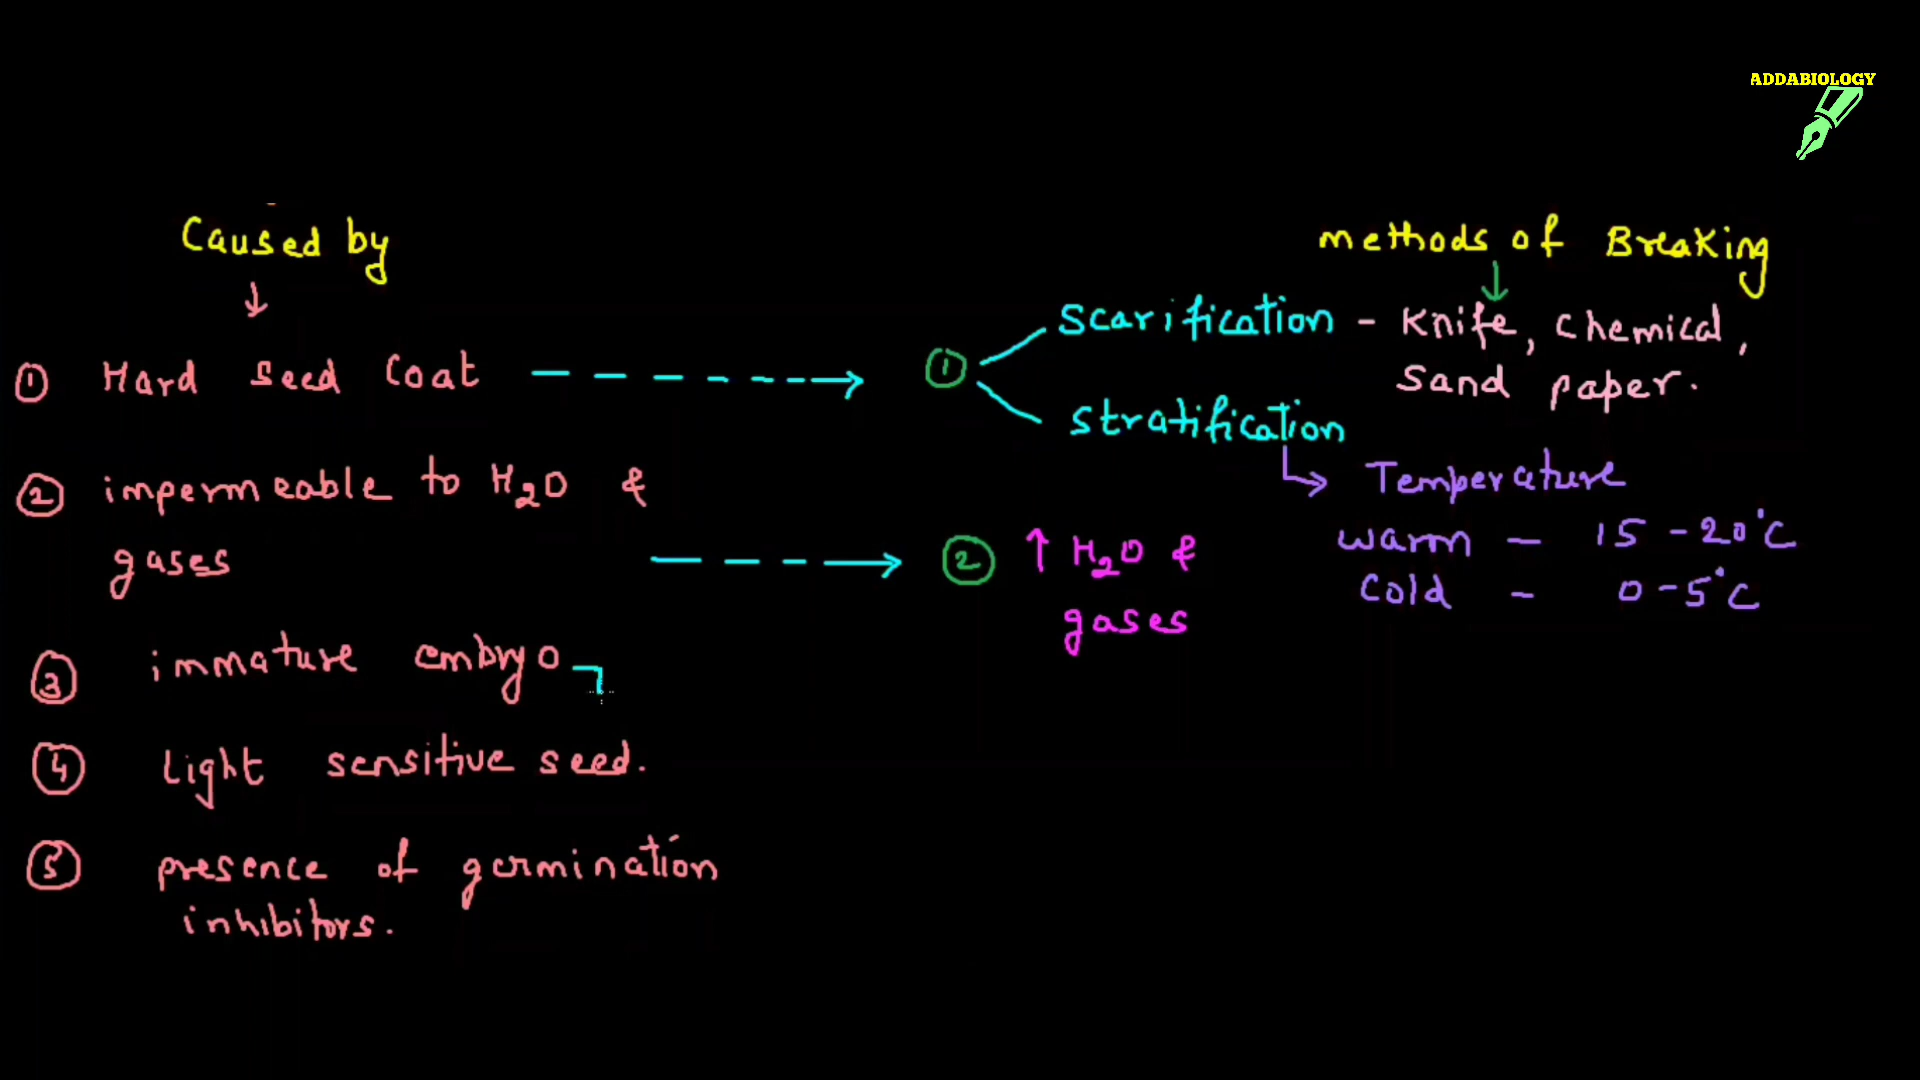 ADDABIOLOGY
Caused by
methods of Breaking
① Hard seed coat
① Scarification - Knife, chemical,
Sand paper.
Stratification
Temperature
warm - 15 - 20°C
cold - 0 - 5°C
② impermeable to H₂O &
gases
② ↑ H₂O &
gases
③ immature embryo
④ Light sensitive seed.
⑤ presence of germination
inhibitors.